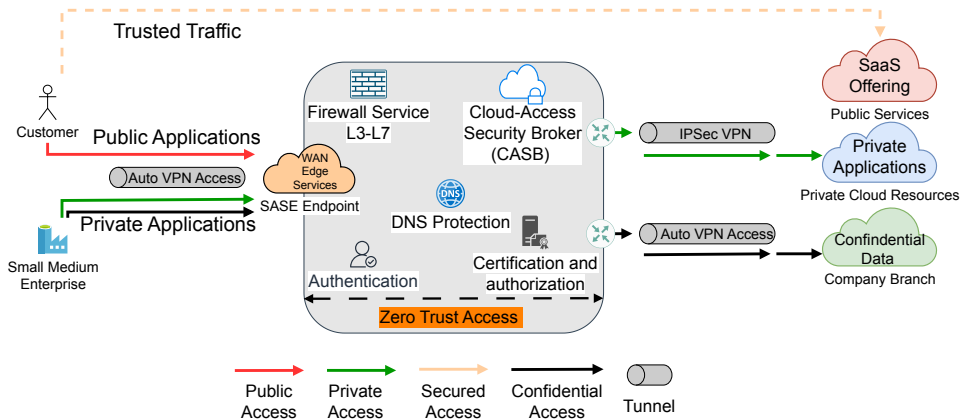 Trusted Traffic
SaaS
Offering
Public Services
Customer
Public Applications
Auto VPN Access
Private Applications
Small Medium
Enterprise
WAN
Edge
Services
SASE Endpoint
Firewall Service
L3-L7
Cloud-Access
Security Broker
(CASB)
DNS
DNS Protection
Authentication
Certification and
authorization
Zero Trust Access
IPSec VPN
Private
Applications
Private Cloud Resources
Auto VPN Access
Confindential
Data
Company Branch
Public
Access
Private
Access
Secured
Access
Confidential
Access
Tunnel